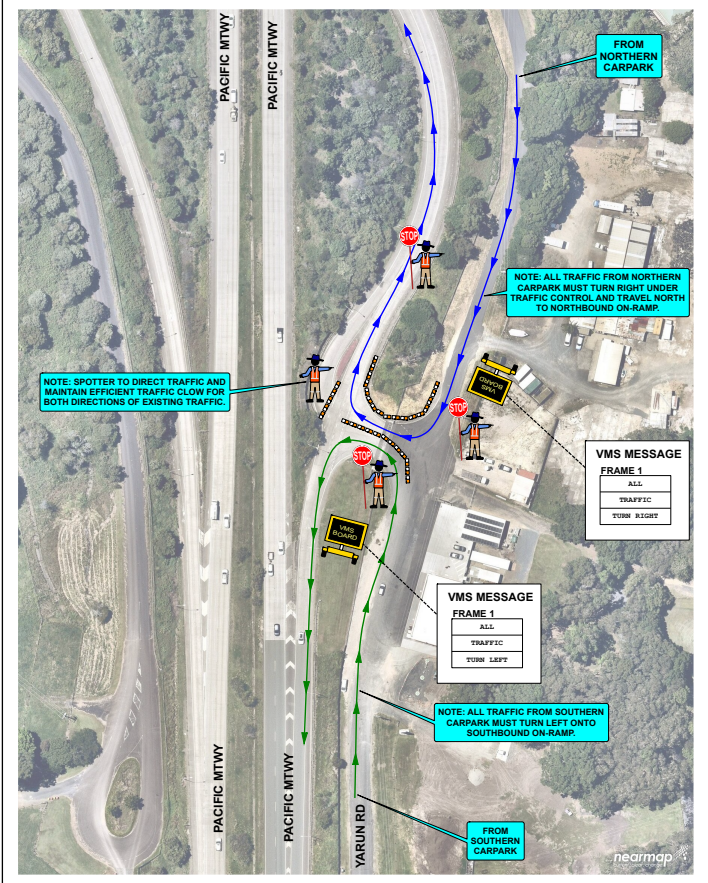 PACIFIC MTWY
PACIFIC MTWY
FROM
NORTHERN
CARPARK
STOP
NOTE: ALL TRAFFIC FROM NORTHERN
CARPARK MUST TURN RIGHT UNDER
TRAFFIC CONTROL AND TRAVEL NORTH
TO NORTHBOUND ON-RAMP.
NOTE: SPOTTER TO DIRECT TRAFFIC AND
MAINTAIN EFFICIENT TRAFFIC CLOW FOR
BOTH DIRECTIONS OF EXISTING TRAFFIC.
VMS
BOARD
STOP
STOP
VMS MESSAGE
FRAME 1
ALL
TRAFFIC
TURN RIGHT
VMS
BOARD
VMS MESSAGE
FRAME 1
ALL
TRAFFIC
TURN LEFT
NOTE: ALL TRAFFIC FROM SOUTHERN
CARPARK MUST TURN LEFT ONTO
SOUTHBOUND ON-RAMP.
PACIFIC MTWY
PACIFIC MTWY
YARUN RD
FROM
SOUTHERN
CARPARK
nearmap